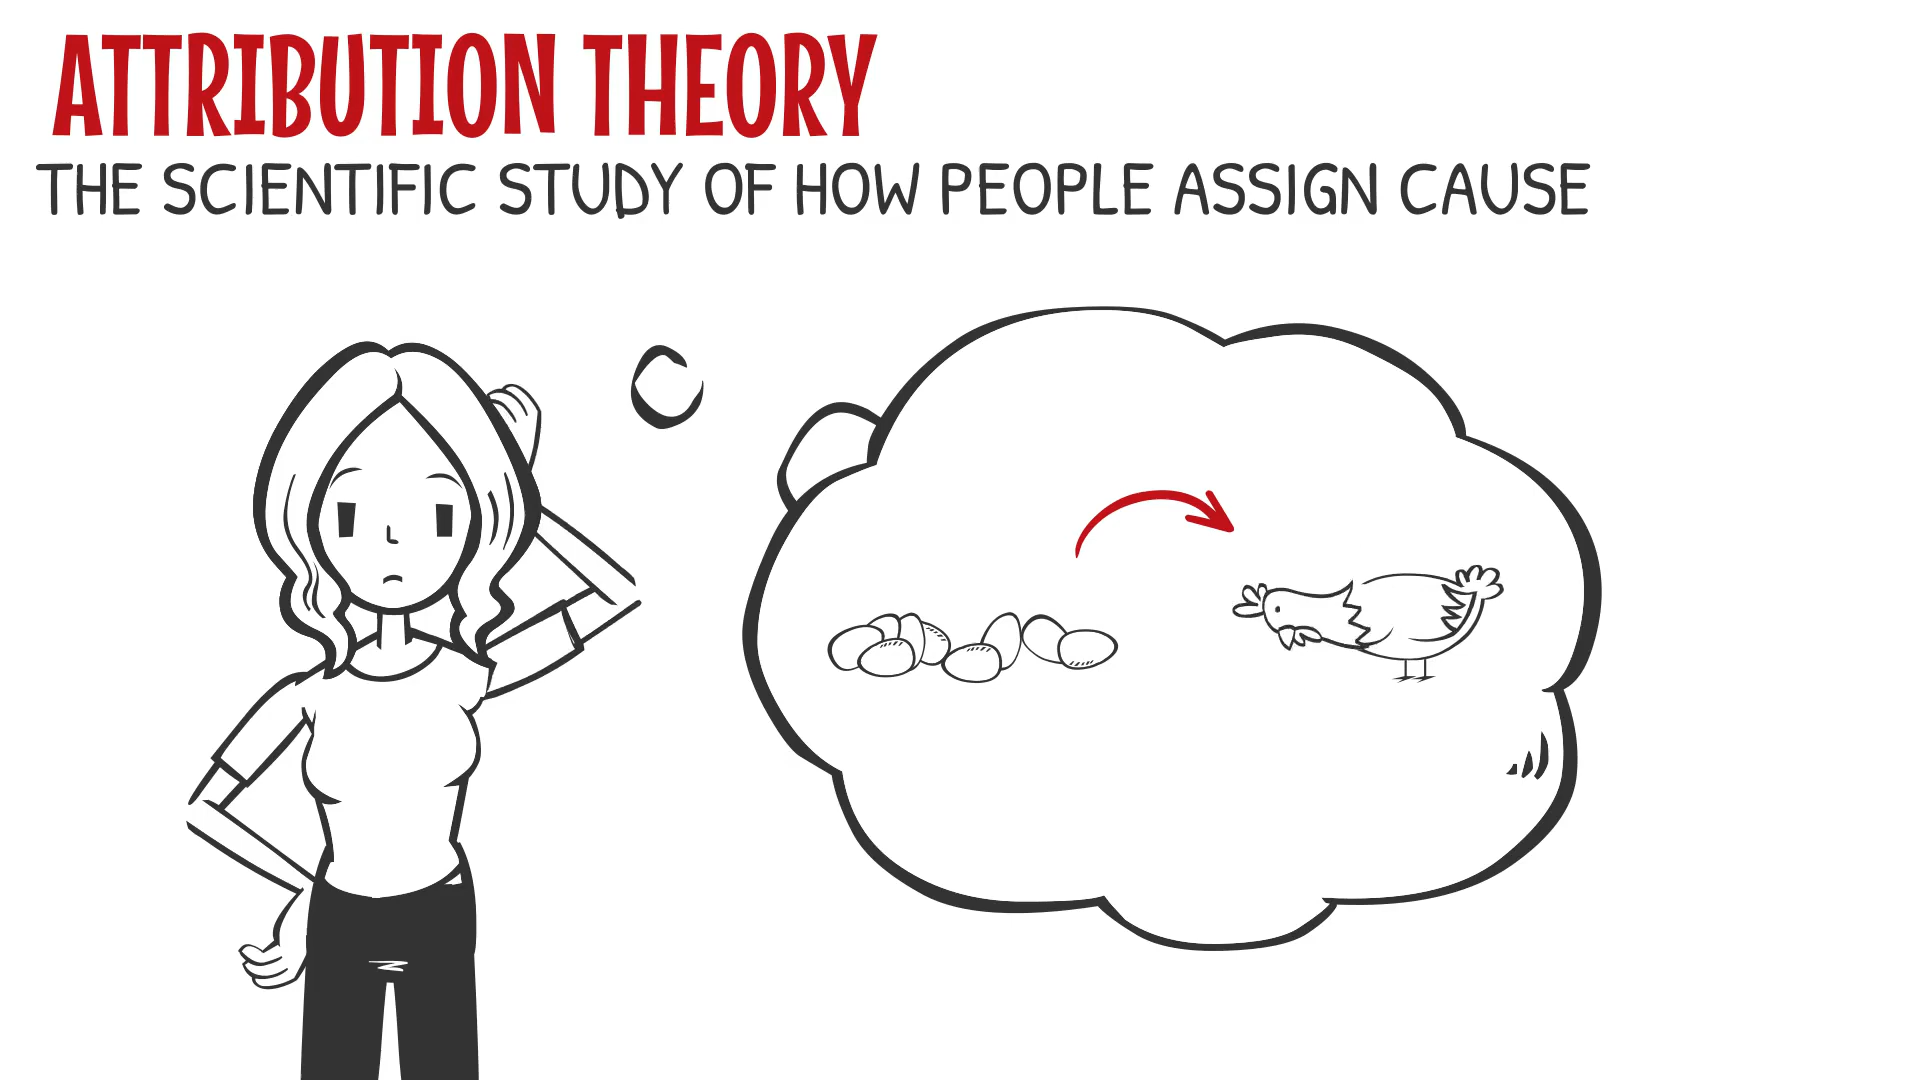 ATTRIBUTION THEORY
THE SCIENTIFIC STUDY OF HOW PEOPLE ASSIGN CAUSE